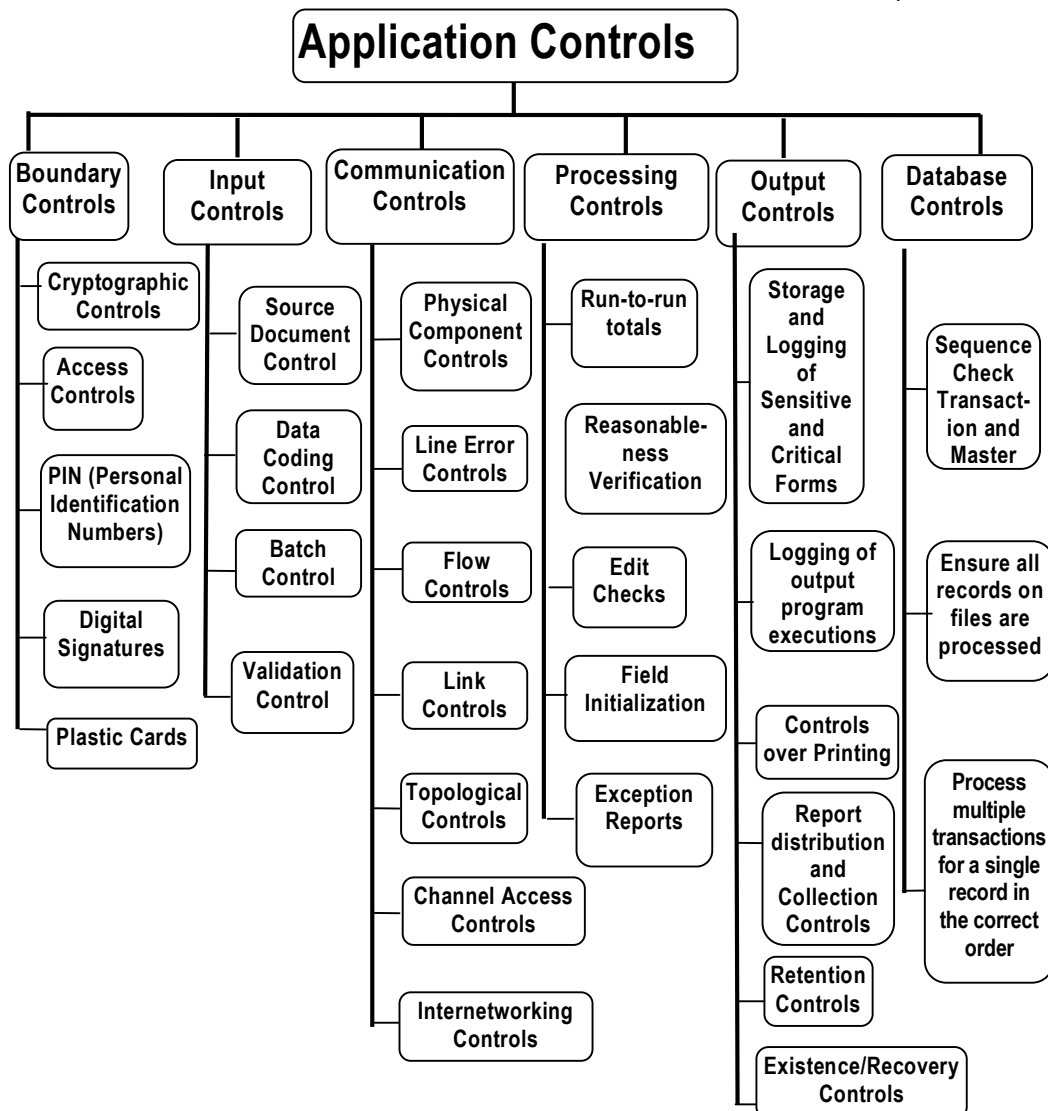 Application Controls
Boundary
Controls
Cryptographic
Controls
Access
Controls
PIN (Personal
Identification
Numbers)
Digital
Signatures
Plastic Cards
Input
Controls
Source
Document
Control
Data
Coding
Control
Batch
Control
Validation
Control
Communication
Controls
Physical
Component
Controls
Line Error
Controls
Flow
Controls
Link
Controls
Topological
Controls
Channel Access
Controls
Internetworking
Controls
Processing
Controls
Run-to-run
totals
Reasonable-
ness
Verification
Edit
Checks
Field
Initialization
Exception
Reports
Output
Controls
Storage
and
Logging
of
Sensitive
and
Critical
Forms
Logging of
output
program
executions
Controls
over Printing
Report
distribution
and
Collection
Controls
Retention
Controls
Existence/Recovery
Controls
Database
Controls
Sequence
Check
Transact-
ion and
Master
Ensure all
records on
files are
processed
Process
multiple
transactions
for a single
record in
the correct
order